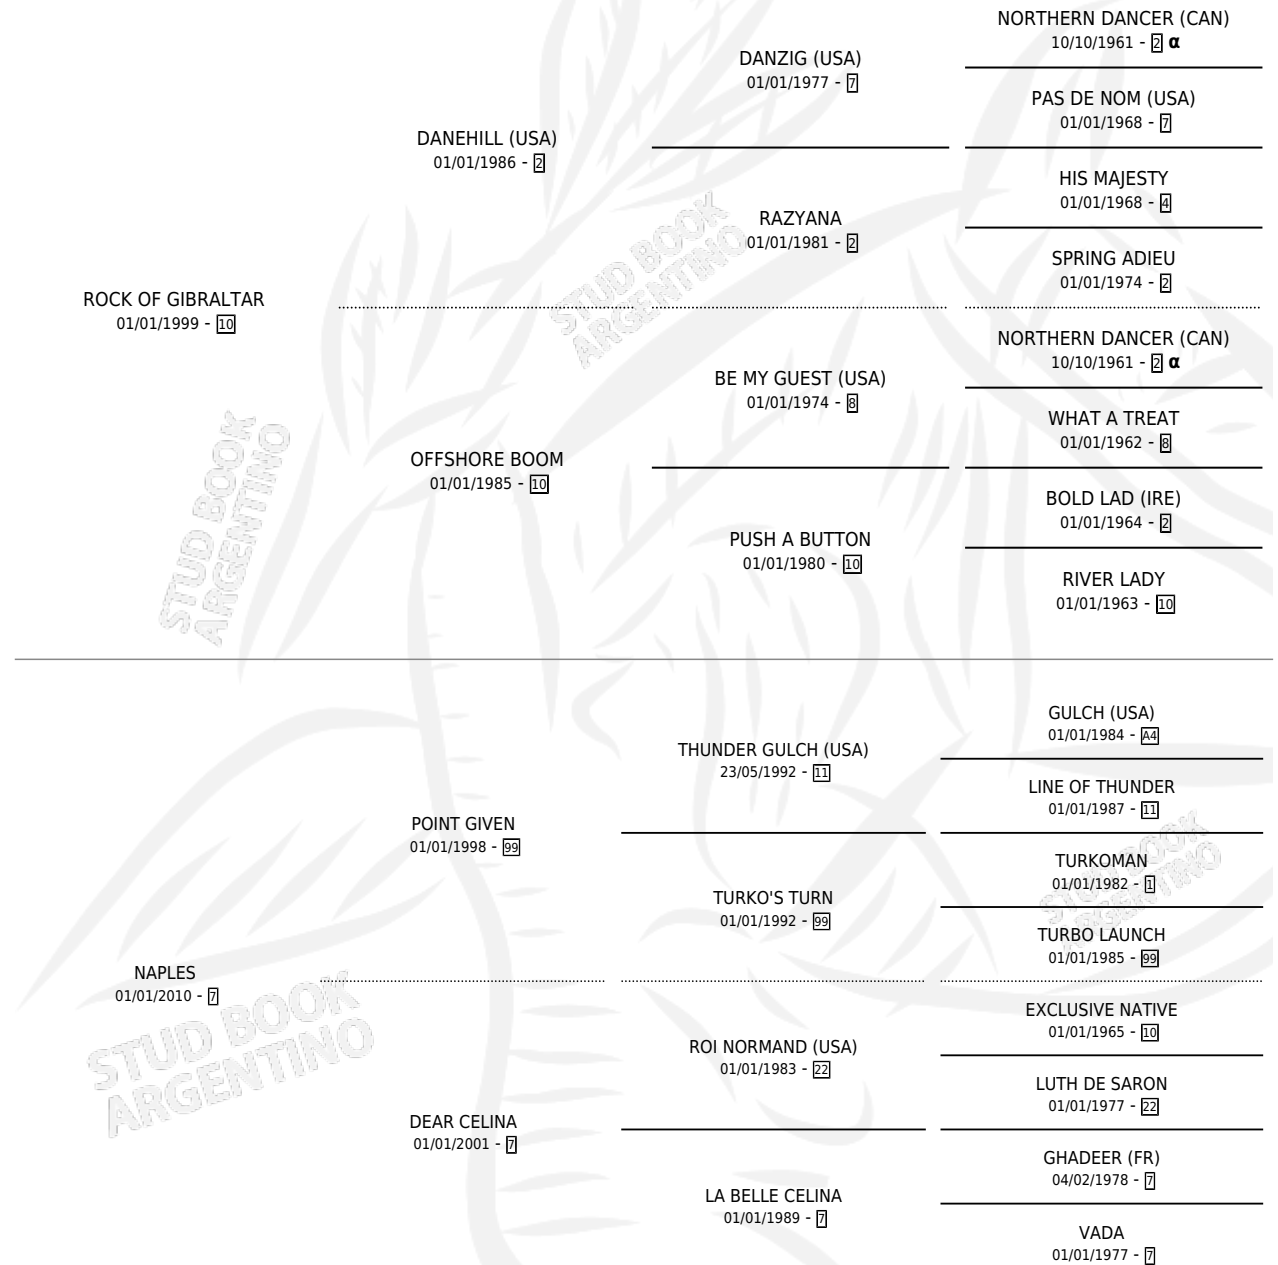 NORTHERN DANCER (CAN)
10/10/1961 - 2 α
DANZIG (USA)
01/01/1977 - 7
PAS DE NOM (USA)
01/01/1968 - 7
DANEHILL (USA)
01/01/1986 - 2
HIS MAJESTY
01/01/1968 - 4
RAZYANA
01/01/1981 - 2
SPRING ADIEU
01/01/1974 - 2
ROCK OF GIBRALTAR
01/01/1999 - 10
NORTHERN DANCER (CAN)
10/10/1961 - 2 α
BE MY GUEST (USA)
01/01/1974 - 8
WHAT A TREAT
01/01/1962 - 8
OFFSHORE BOOM
01/01/1985 - 10
BOLD LAD (IRE)
01/01/1964 - 2
PUSH A BUTTON
01/01/1980 - 10
RIVER LADY
01/01/1963 - 10
GULCH (USA)
01/01/1984 - A4
THUNDER GULCH (USA)
23/05/1992 - 11
LINE OF THUNDER
01/01/1987 - 11
POINT GIVEN
01/01/1998 - 99
TURKOMAN
01/01/1982 - 1
TURKO'S TURN
01/01/1992 - 99
TURBO LAUNCH
01/01/1985 - 99
NAPLES
01/01/2010 - 7
EXCLUSIVE NATIVE
01/01/1965 - 10
ROI NORMAND (USA)
01/01/1983 - 22
LUTH DE SARON
01/01/1977 - 22
DEAR CELINA
01/01/2001 - 7
GHADEER (FR)
04/02/1978 - 7
LA BELLE CELINA
01/01/1989 - 7
VADA
01/01/1977 - 7
STUD BOOK
ARGENTINO
STUD BOOK
ARGENTINO
STUD BOOK
ARGENTINO
STUD BOOK
ARGENTINO